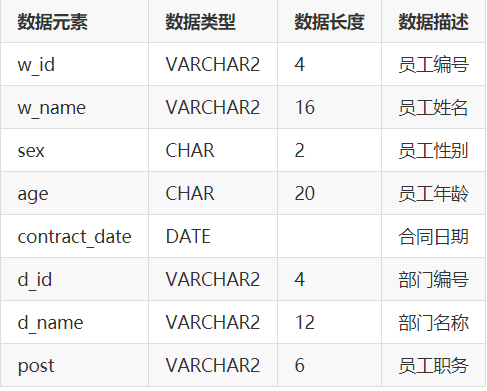 数据元素 数据类型 数据长度 数据描述
w_id VARCHAR2 4 员工编号
w_name VARCHAR2 16 员工姓名
sex CHAR 2 员工性别
age CHAR 20 员工年龄
contract_date DATE 合同日期
d_id VARCHAR2 4 部门编号
d_name VARCHAR2 12 部门名称
post VARCHAR2 6 员工职务